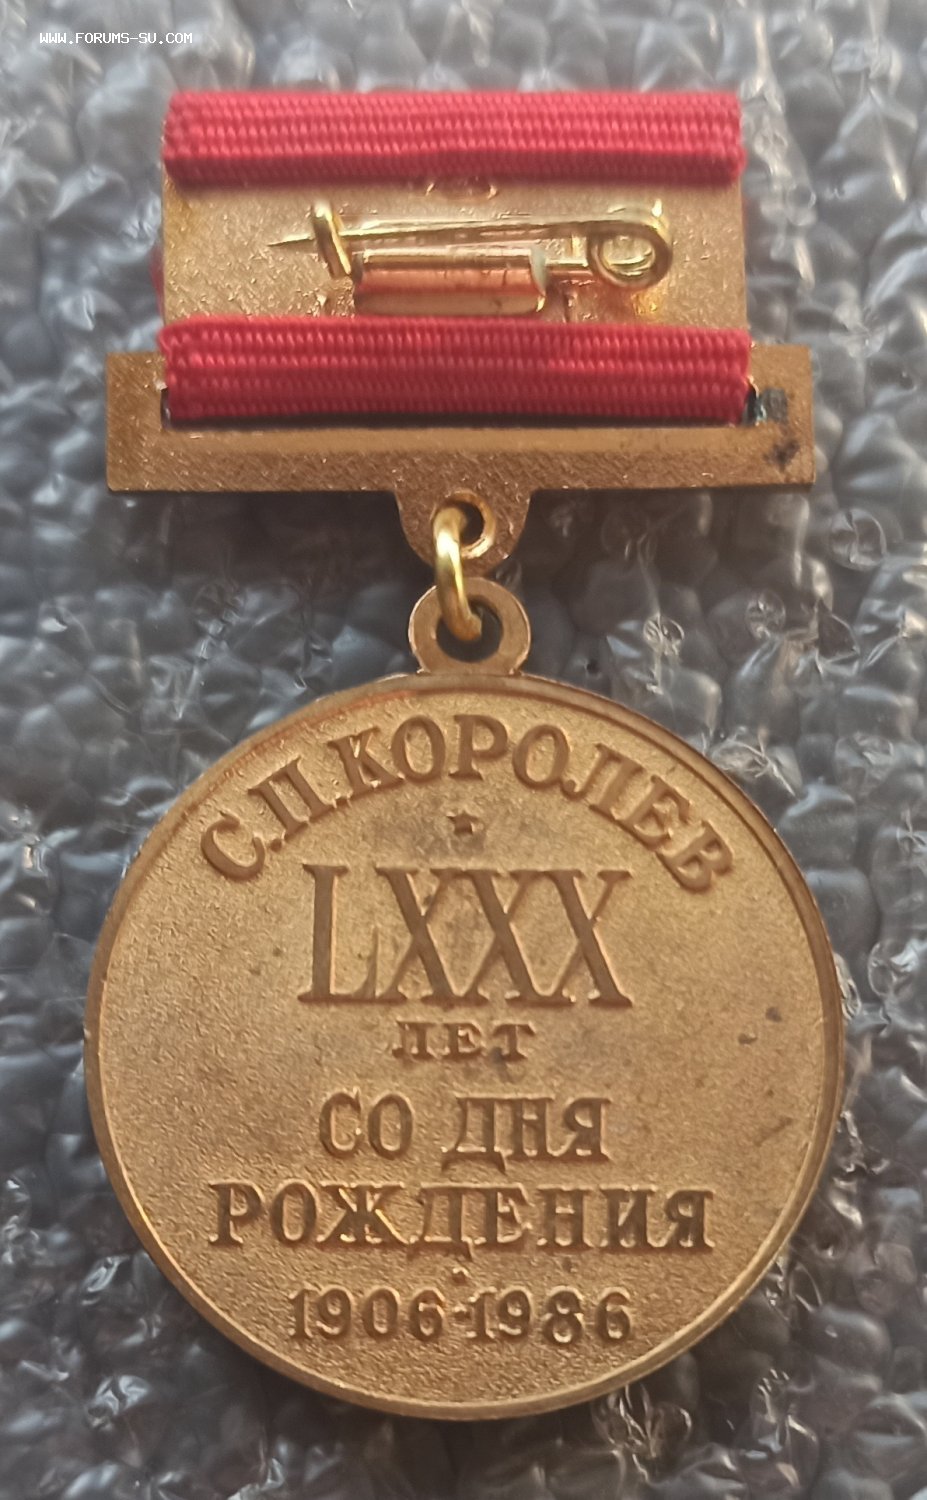 WWW.FORUMS-SU.COM
С.П.КОРОЛЕВ
LXXX
ЛЕТ
СО ДНЯ
РОЖДЕНИЯ
1906-1986